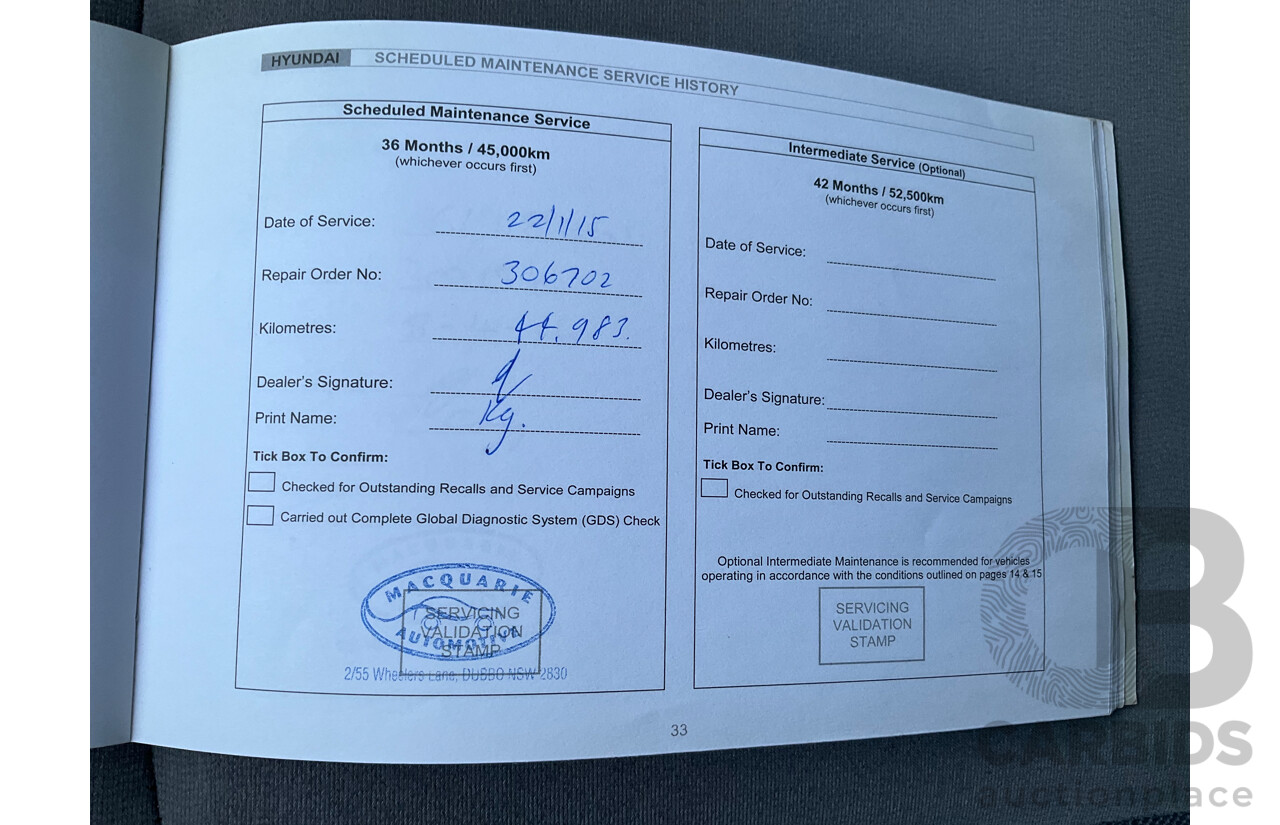 HYUNDAI SCHEDULED MAINTENANCE SERVICE HISTORY
Scheduled Maintenance Service
36 Months / 45,000km
(whichever occurs first)
Date of Service: 22/1/15
Repair Order No: 306702
Kilometres: 44.983.
Dealer's Signature:
Print Name: Kg.
Tick Box To Confirm:
Checked for Outstanding Recalls and Service Campaigns
Carried out Complete Global Diagnostic System (GDS) Check
MACQUARIE
AUTOMOTIVE
SERVICING
VALIDATION
STAMP
2/55 Wheelers Lane, DUBBO NSW 2830
Intermediate Service (Optional)
42 Months / 52,500km
(whichever occurs first)
Date of Service:
Repair Order No:
Kilometres:
Dealer's Signature:
Print Name:
Tick Box To Confirm:
Checked for Outstanding Recalls and Service Campaigns
Optional Intermediate Maintenance is recommended for vehicles
operating in accordance with the conditions outlined on pages 14 & 15
SERVICING
VALIDATION
STAMP
33
CARBIDS
auctionplace